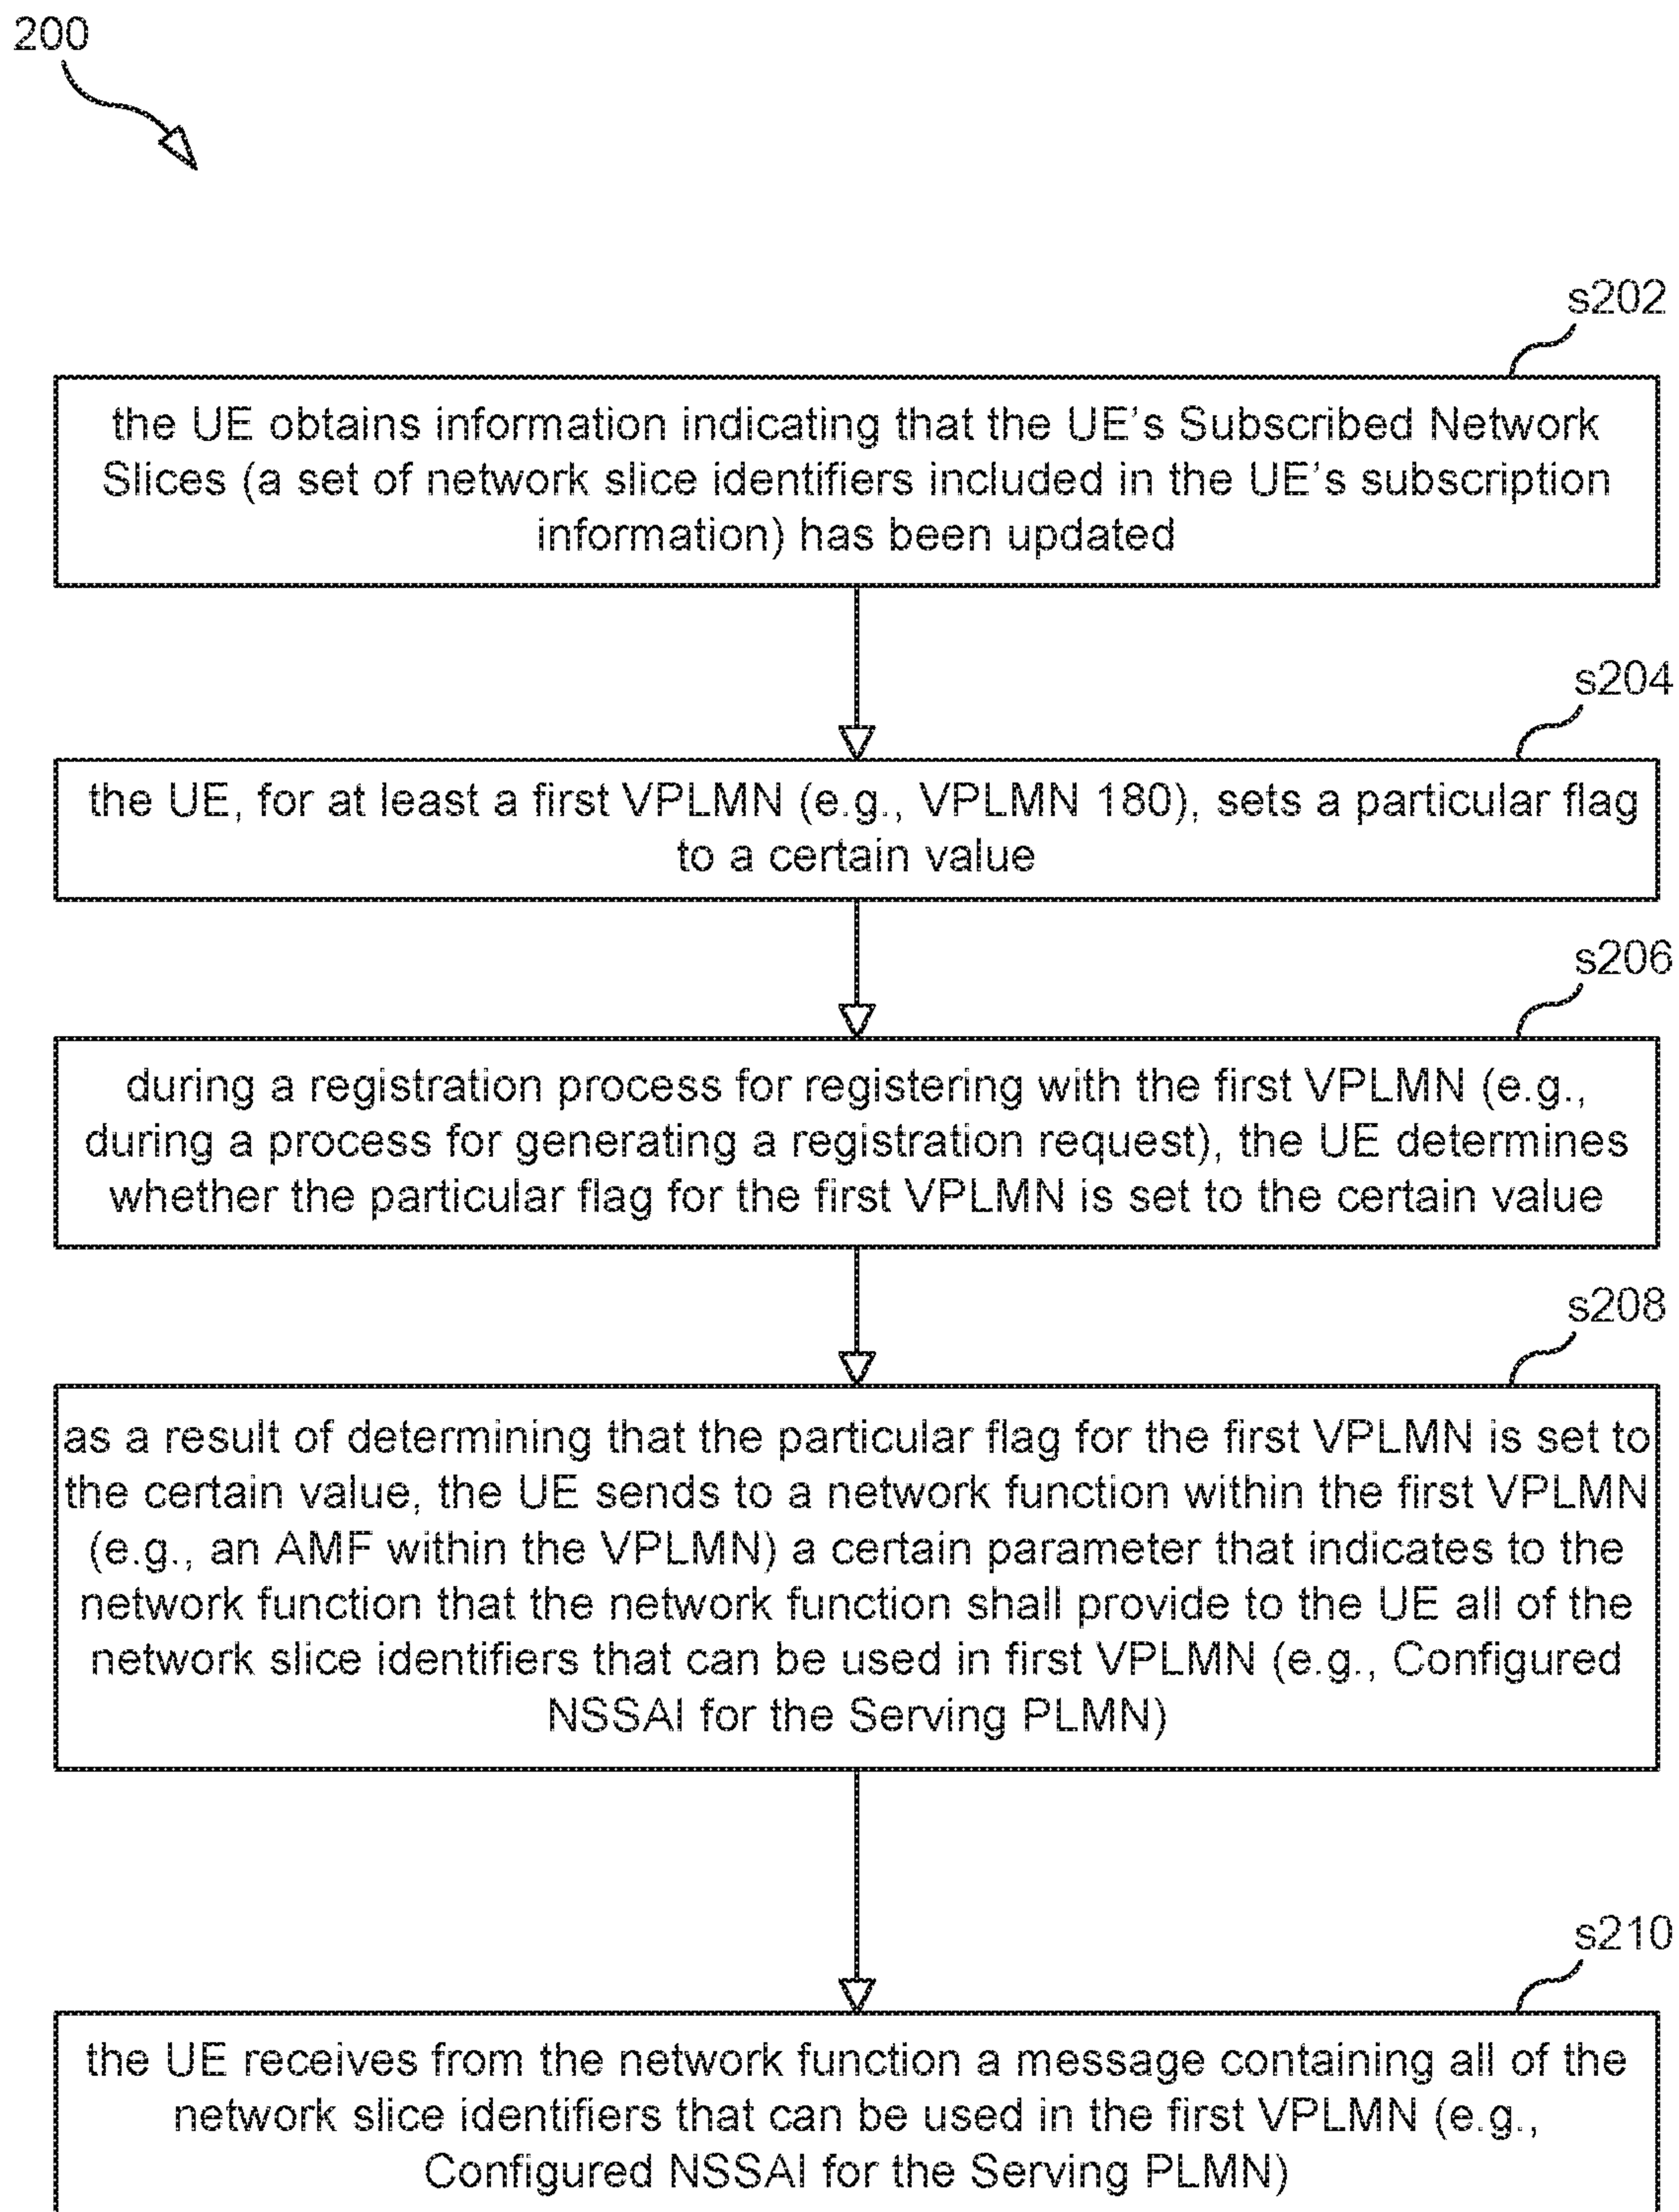 200
s202
the UE obtains information indicating that the UE's Subscribed Network
Slices (a set of network slice identifiers included in the UE's subscription
information) has been updated
s204
the UE, for at least a first VPLMN (e.g., VPLMN 180), sets a particular flag
to a certain value
s206
during a registration process for registering with the first VPLMN (e.g.,
during a process for generating a registration request), the UE determines
whether the particular flag for the first VPLMN is set to the certain value
s208
as a result of determining that the particular flag for the first VPLMN is set to
the certain value, the UE sends to a network function within the first VPLMN
(e.g., an AMF within the VPLMN) a certain parameter that indicates to the
network function that the network function shall provide to the UE all of the
network slice identifiers that can be used in first VPLMN (e.g., Configured
NSSAI for the Serving PLMN)
s210
the UE receives from the network function a message containing all of the
network slice identifiers that can be used in the first VPLMN (e.g.,
Configured NSSAI for the Serving PLMN)